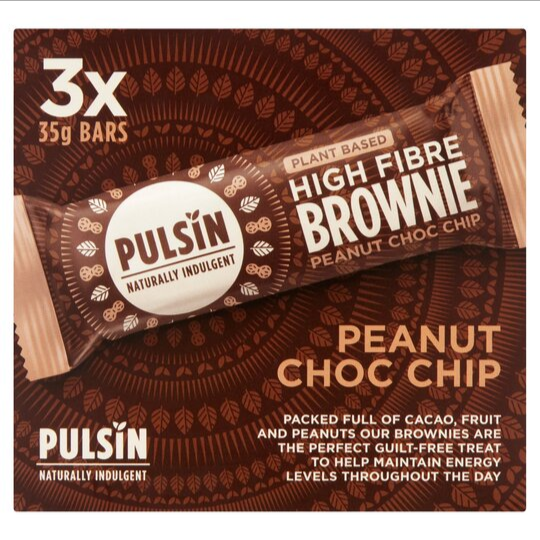 3x
35g BARS
PLANT BASED
HIGH FIBRE
BROWNIE
PEANUT CHOC CHIP
PULSiN
NATURALLY INDULGENT
PEANUT
CHOC CHIP
PACKED FULL OF CACAO, FRUIT
AND PEANUTS OUR BROWNIES ARE
THE PERFECT GUILT-FREE TREAT
TO HELP MAINTAIN ENERGY
LEVELS THROUGHOUT THE DAY
PULSiN
NATURALLY INDULGENT